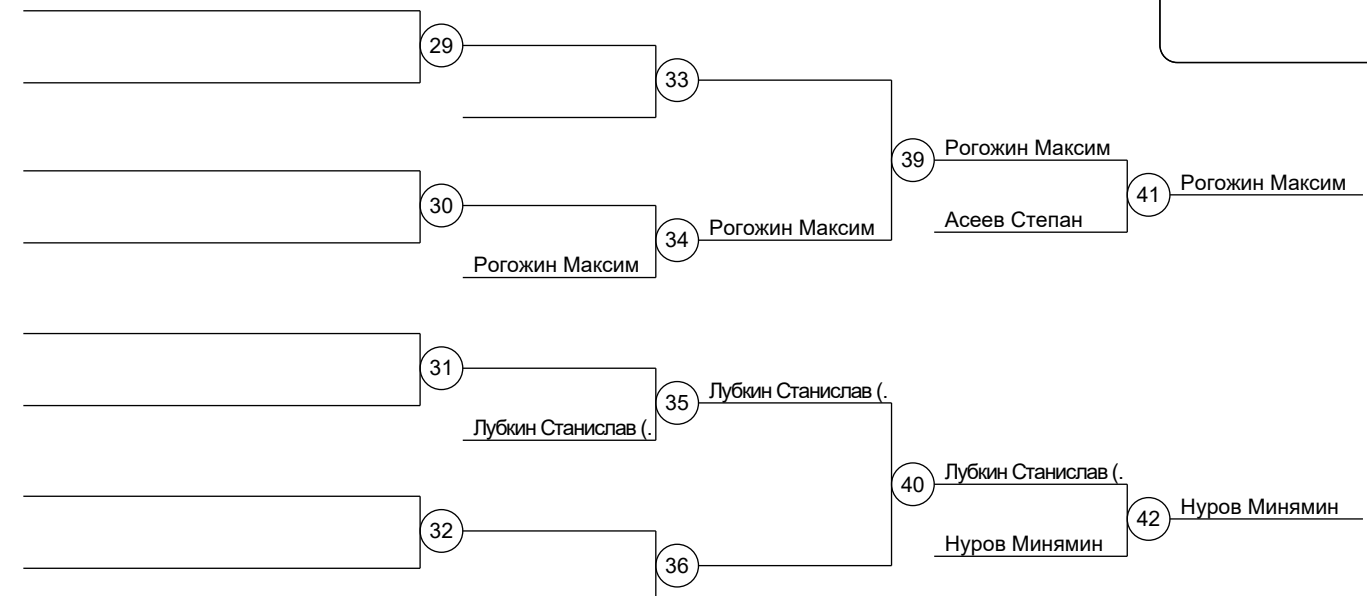 29
33
Рогожин Максим
39
Рогожин Максим
41
Асеев Степан
30
Рогожин Максим
34
Рогожин Максим
31
Лубкин Станислав (.
35
Лубкин Станислав (.
Лубкин Станислав (.
40
Нуров Минямин
42
32
Нуров Минямин
36